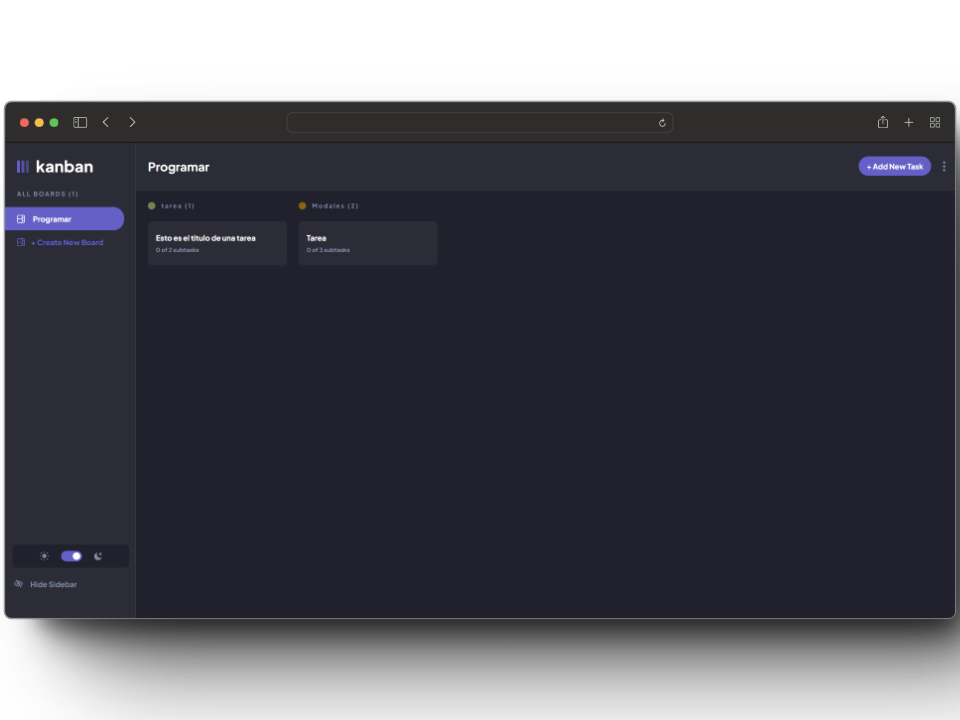 kanban
ALL BOARDS (1)
Programar
+ Create New Board
Hide Sidebar
Programar
+ Add New Task
tarea (1)
Modales (2)
Esto es el titulo de una tarea
0 of 2 subtasks
Tarea
0 of 3 subtasks